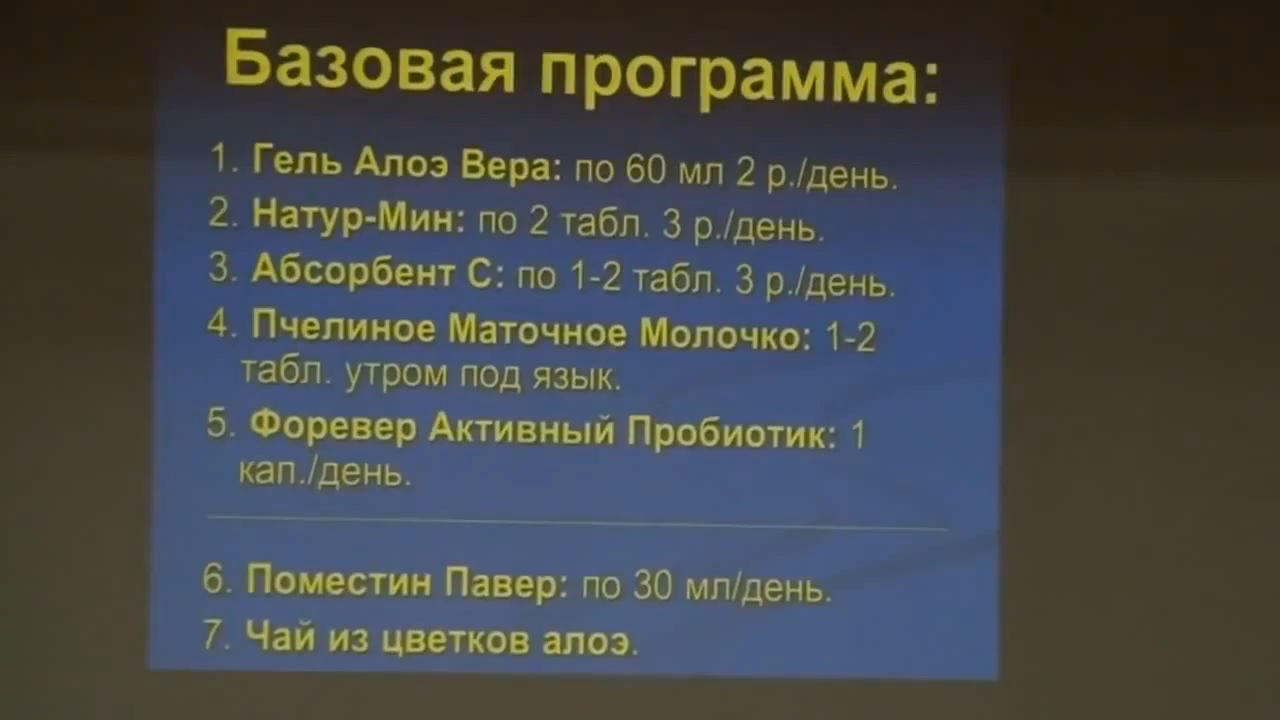 Базовая программа:
1. Гель Алоэ Вера: по 60 мл 2 р./день.
2. Натур-Мин: по 2 табл. 3 р./день.
3. Абсорбент С: по 1-2 табл. 3 р./день.
4. Пчелиное Маточное Молочко: 1-2
табл. утром под язык.
5. Форевер Активный Пробиотик: 1
кап./день.
6. Поместин Павер: по 30 мл/день.
7. Чай из цветков алоэ.